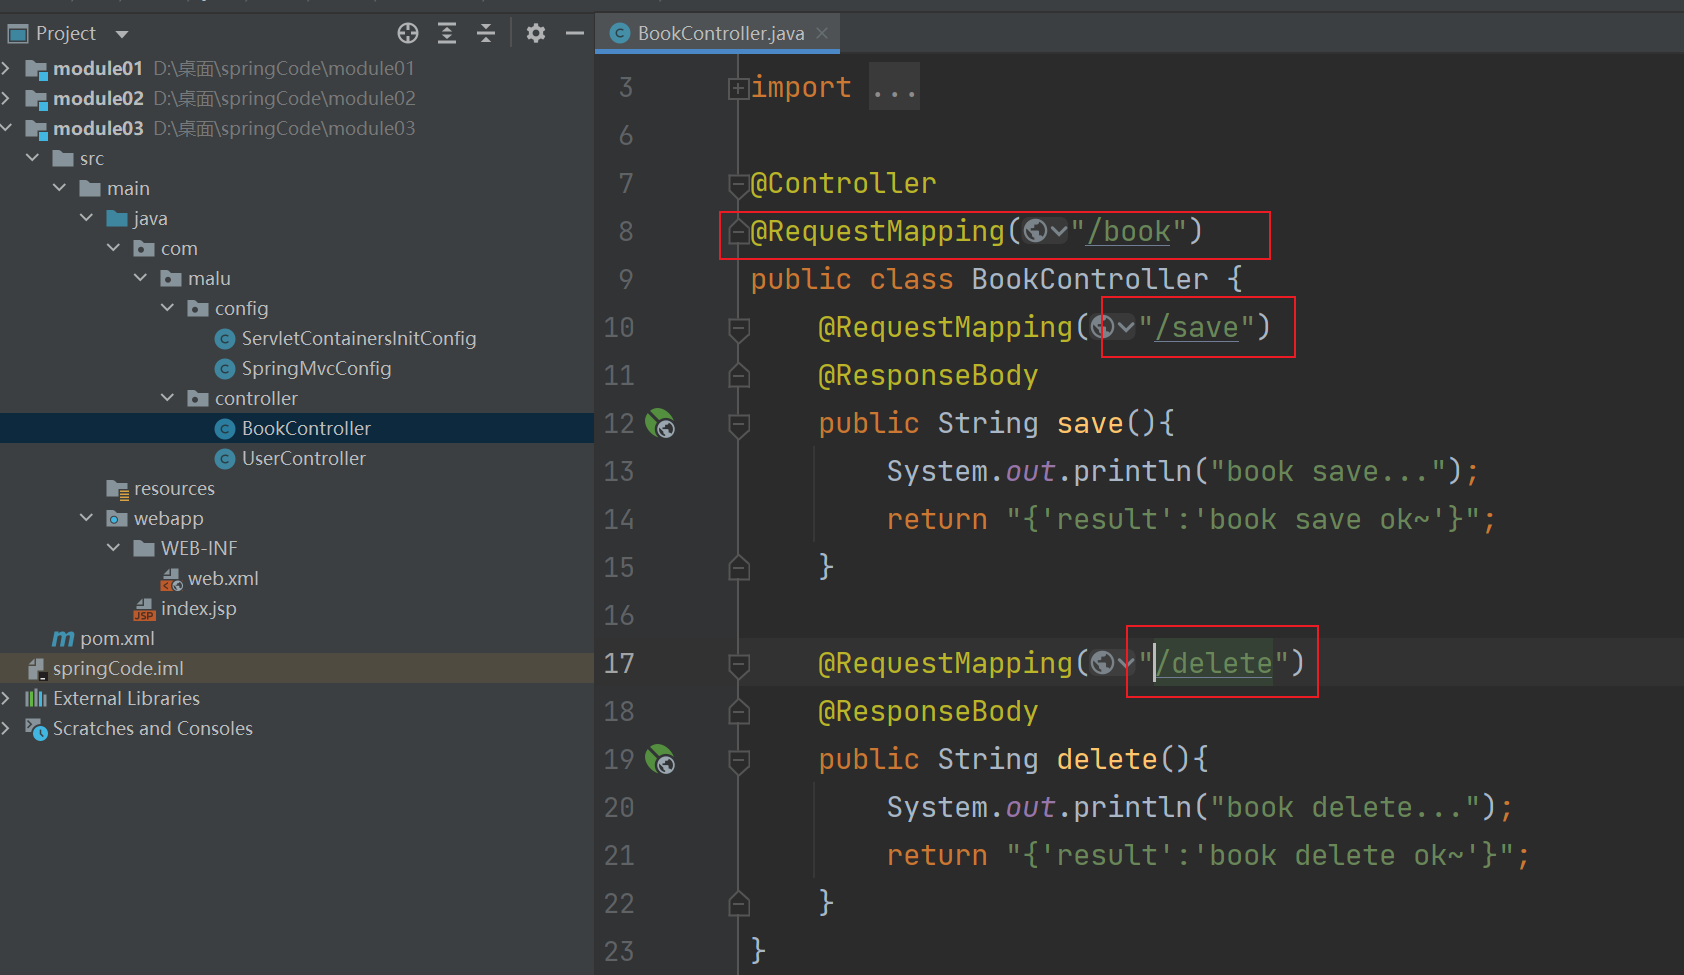 Project
module01 D:\桌面\springCode\module01
module02 D:\桌面\springCode\module02
module03 D:\桌面\springCode\module03
src
main
java
com
malu
config
ServletContainersInitConfig
SpringMvcConfig
controller
BookController
UserController
resources
webapp
WEB-INF
web.xml
index.jsp
pom.xml
springCode.iml
External Libraries
Scratches and Consoles
BookController.java
3 import ...
6
7 @Controller
8 @RequestMapping("/book")
9 public class BookController {
10 @RequestMapping("/save")
11 @ResponseBody
12 public String save(){
13 System.out.println("book save...");
14 return "{'result':'book save ok~'}";
15 }
16
17 @RequestMapping("/delete")
18 @ResponseBody
19 public String delete(){
20 System.out.println("book delete...");
21 return "{'result':'book delete ok~'}";
22 }
23 }